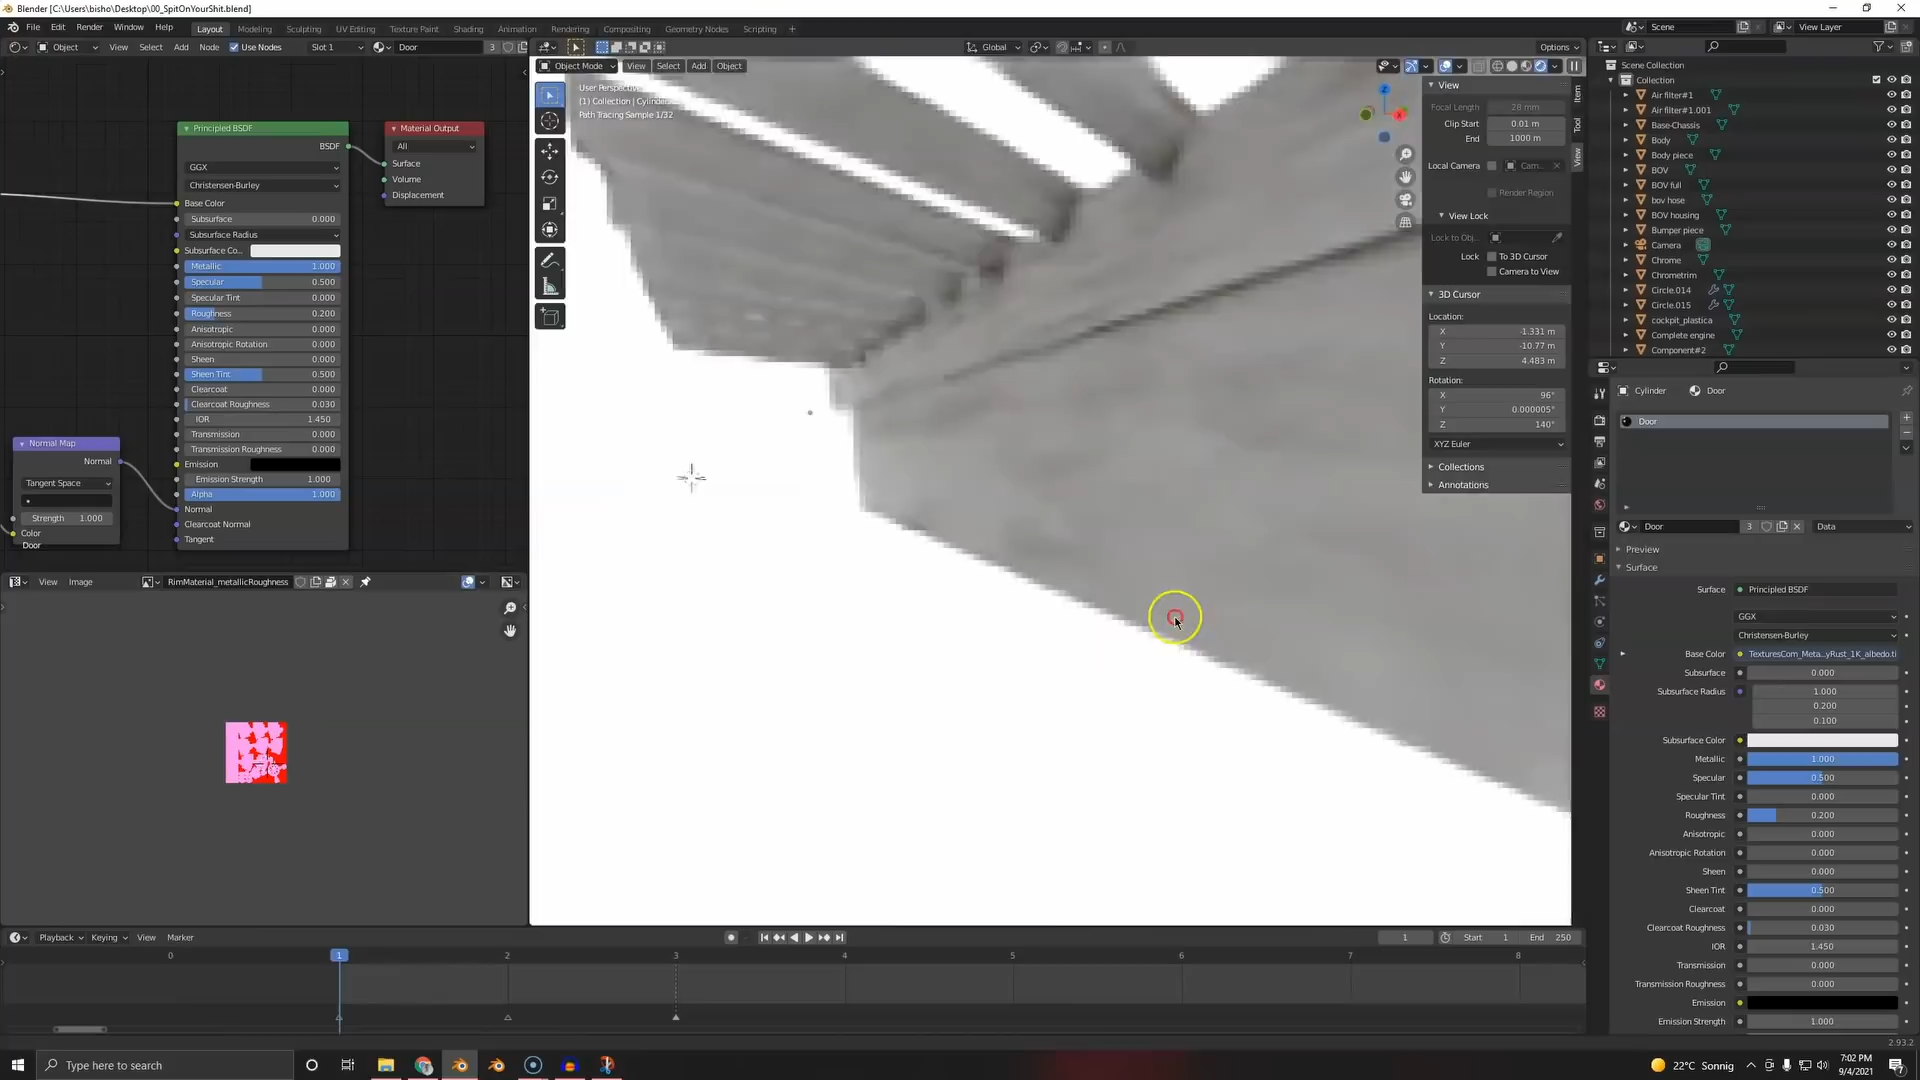 Blender [C:\Users\bisho\Desktop\00_SpitOnYourShit.blend]
File Edit Render Window Help
Layout Modeling Sculpting UV Editing Texture Paint Shading Animation Rendering Compositing Geometry Nodes Scripting +
Scene View Layer
Object View Select Add Node Use Nodes Slot 1 Door 3
Global Options
Object Mode View Select Add Object
User Perspective
(1) Collection | Cylinder
Path Tracing Sample 1/32
Principled BSDF
BSDF
GGX
Christensen-Burley
Base Color
Subsurface 0.000
Subsurface Radius
Subsurface Co...
Metallic 1.000
Specular 0.500
Specular Tint 0.000
Roughness 0.200
Anisotropic 0.000
Anisotropic Rotation 0.000
Sheen 0.000
Sheen Tint 0.500
Clearcoat 0.000
Clearcoat Roughness 0.030
IOR 1.450
Transmission 0.000
Transmission Roughness 0.000
Emission
Emission Strength 1.000
Alpha 1.000
Normal
Clearcoat Normal
Tangent
Material Output
All
Surface
Volume
Displacement
Normal Map
Normal
Tangent Space
Strength 1.000
Color
Door
View
Focal Length 28 mm
Clip Start 0.01 m
End 1000 m
Local Camera Cam...
Render Region
View Lock
Lock to Obj...
Lock To 3D Cursor
Camera to View
3D Cursor
Location:
X -1.331 m
Y -10.77 m
Z 4.483 m
Rotation:
X 96°
Y 0.000005°
Z 140°
XYZ Euler
Collections
Annotations
Item
Tool
View
Scene Collection
Collection
Air filter#1
Air filter#1.001
Base-Chassis
Body
Body piece
BOV
BOV full
bov hose
BOV housing
Bumper piece
Camera
Chrome
Chrometrim
Circle.014
Circle.015
cockpit_plastica
Complete engine
Component#2
Cylinder Door
Door
Door 3 Data
Preview
Surface
Surface Principled BSDF
GGX
Christensen-Burley
Base Color TexturesCom_Meta...yRust_1K_albedo.ti
Subsurface 0.000
Subsurface Radius 1.000
0.200
0.100
Subsurface Color
Metallic 1.000
Specular 0.500
Specular Tint 0.000
Roughness 0.200
Anisotropic 0.000
Anisotropic Rotation 0.000
Sheen 0.000
Sheen Tint 0.500
Clearcoat 0.000
Clearcoat Roughness 0.030
IOR 1.450
Transmission 0.000
Transmission Roughness 0.000
Emission
Emission Strength 1.000
View Image RimMaterial_metallicRoughness
Playback Keying View Marker 1 Start 1 End 250
0 1 2 3 4 5 6 7 8
2.93.2
Type here to search
22°C Sonnig
7:02 PM
9/4/2021